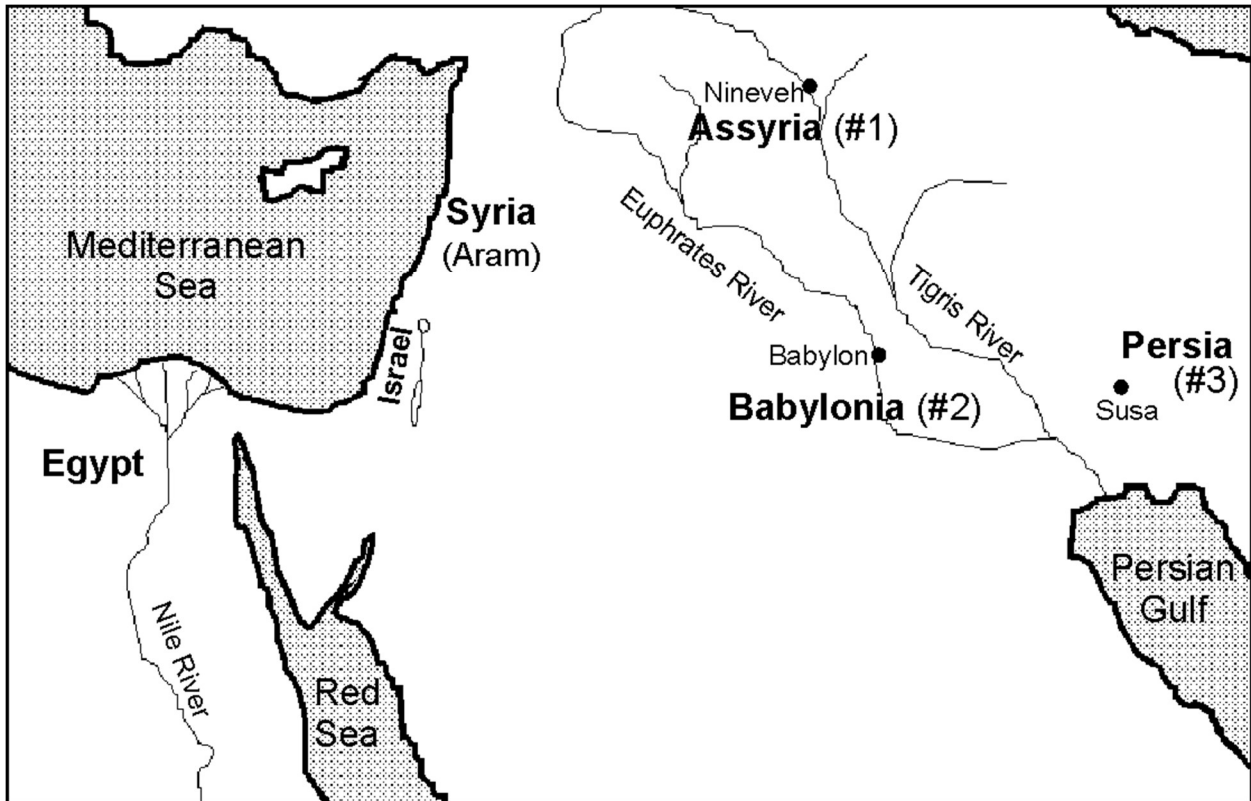 Nineveh
Assyria (#1)
Syria
(Aram)
Mediterranean
Sea
Euphrates River
Tigris River
Israel
Babylon
Persia
(#3)
Susa
Babylonia (#2)
Egypt
Persian
Gulf
Nile River
Red
Sea